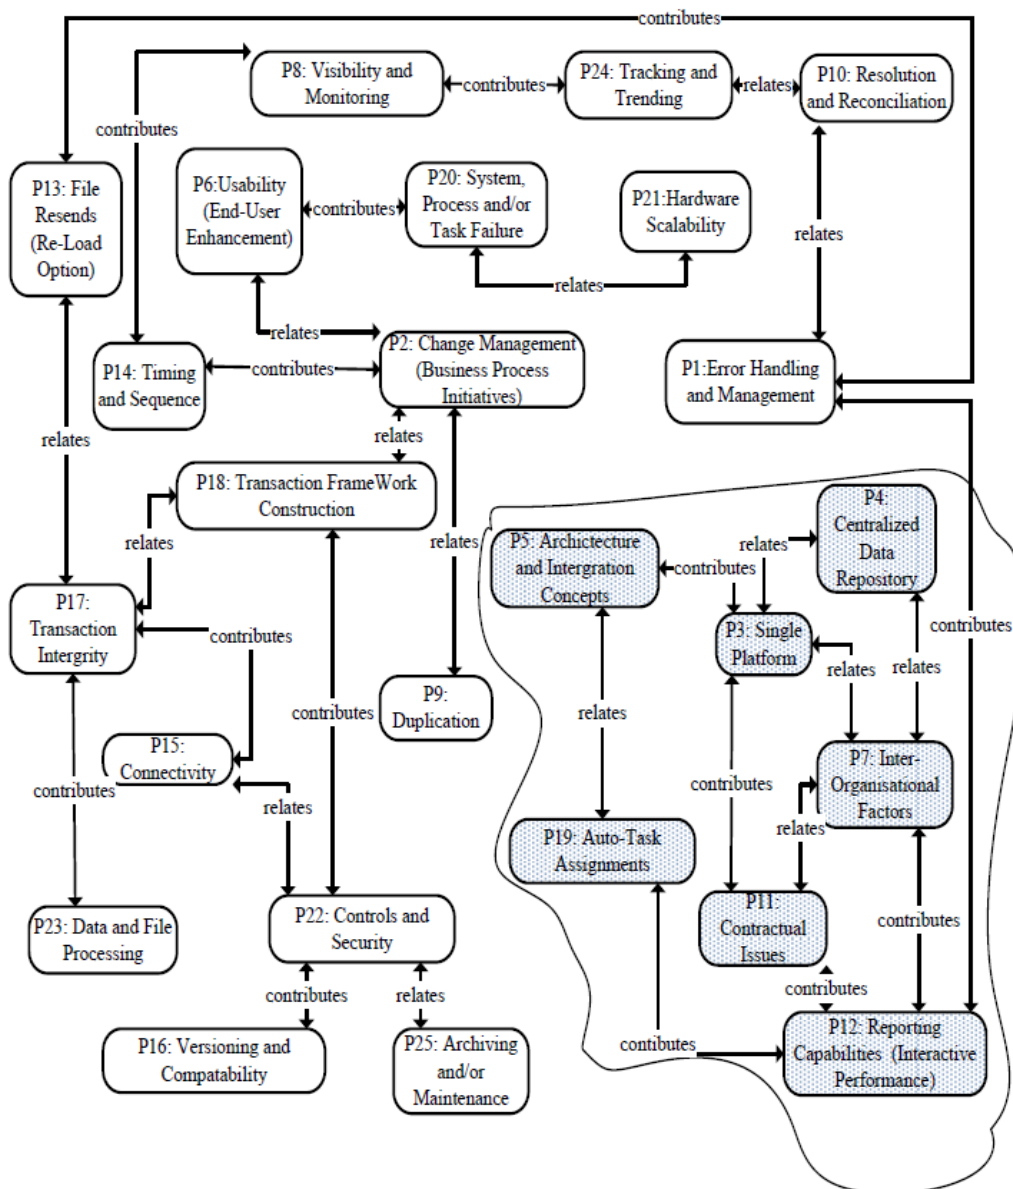 contributes
P8: Visibility and
Monitoring
contributes
P24: Tracking and
Trending
relates
P10: Resolution
and Reconciliation
contributes
P13: File
Resends
(Re-Load
Option)
P6:Usability
(End-User
Enhancement)
contributes
P20: System,
Process and/or
Task Failure
P21:Hardware
Scalability
relates
relates
relates
P2: Change Management
(Business Process
Initiatives)
P14: Timing
and Sequence
contributes
P1:Error Handling
and Management
relates
relates
P18: Transaction FrameWork
Construction
relates
relates
P5: Archictecture
and Intergration
Concepts
contributes
relates
P4:
Centralized
Data
Repository
P3: Single
Platform
contributes
relates
relates
P17:
Transaction
Intergrity
contributes
P9:
Duplication
contributes
relates
P15:
Connectivity
relates
contributes
contributes
P7: Inter-
Organisational
Factors
relates
P19: Auto-Task
Assignments
P11:
Contractual
Issues
contributes
P23: Data and File
Processing
P22: Controls and
Security
contributes
relates
contributes
P16: Versioning and
Compatability
P25: Archiving
and/or
Maintenance
contibutes
P12: Reporting
Capabilities (Interactive
Performance)